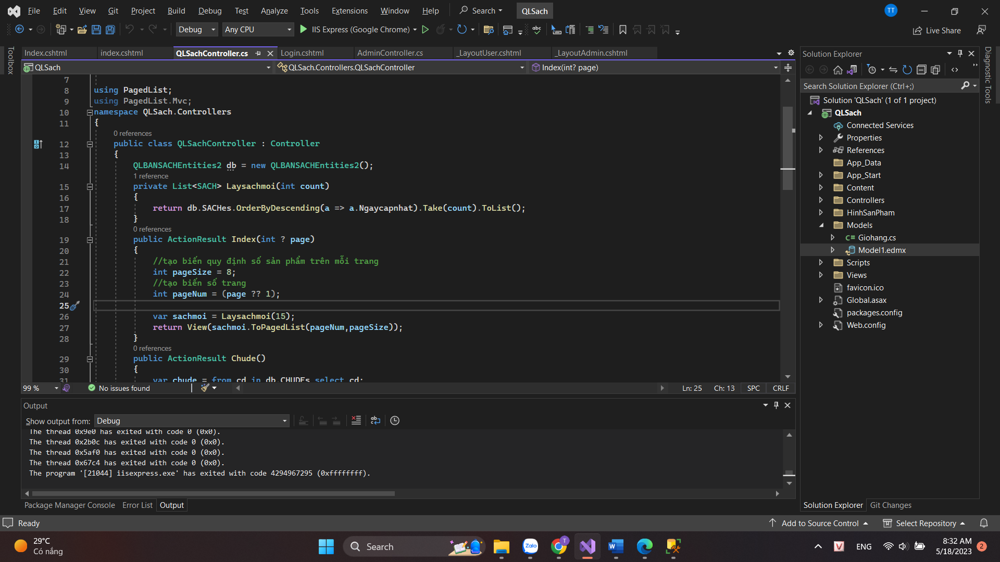 File Edit View Git Project Build Debug Test Analyze Tools Extensions Window Help Search QLSach TT
Debug Any CPU IIS Express (Google Chrome) Live Share
Toolbox
Index.cshtml index.cshtml QLSachController.cs Login.cshtml AdminController.cs _LayoutUser.cshtml _LayoutAdmin.cshtml
QLSach QLSach.Controllers.QLSachController Index(int? page)
7
8 using PagedList;
9 using PagedList.Mvc;
10 namespace QLSach.Controllers
11 {
0 references
12 public class QLSachController : Controller
13 {
14 QLBANSACHEntities2 db = new QLBANSACHEntities2();
1 reference
15 private List<SACH> Laysachmoi(int count)
16 {
17 return db.SACHes.OrderByDescending(a => a.Ngaycapnhat).Take(count).ToList();
18 }
0 references
19 public ActionResult Index(int ? page)
20 {
21 //tạo biến quy định số sản phẩm trên mỗi trang
22 int pageSize = 8;
23 //tạo biến số trang
24 int pageNum = (page ?? 1);
25
26 var sachmoi = Laysachmoi(15);
27 return View(sachmoi.ToPagedList(pageNum,pageSize));
28 }
0 references
29 public ActionResult Chude()
30 {
31 var chude = from cd in db.CHUDEs select cd;
99 % No issues found Ln: 25 Ch: 13 SPC CRLF
Output
Show output from: Debug
The thread 0x9e0 has exited with code 0 (0x0).
The thread 0x2b0c has exited with code 0 (0x0).
The thread 0x5af0 has exited with code 0 (0x0).
The thread 0x67c4 has exited with code 0 (0x0).
The program '[21044] iisexpress.exe' has exited with code 4294967295 (0xffffffff).
Package Manager Console Error List Output
Solution Explorer
Search Solution Explorer (Ctrl+;)
Solution 'QLSach' (1 of 1 project)
QLSach
Connected Services
Properties
References
App_Data
App_Start
Content
Controllers
HinhSanPham
Models
C# Giohang.cs
Model1.edmx
Scripts
Views
favicon.ico
Global.asax
packages.config
Web.config
Solution Explorer Git Changes
Diagnostic Tools
Ready Add to Source Control Select Repository
29°C
Có nắng
Search
Zalo
T
W
V
ENG
8:32 AM
5/18/2023
2